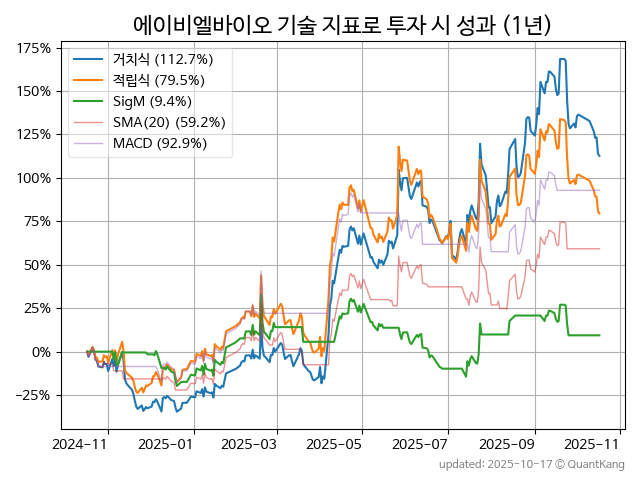 에이비엘바이오 기술 지표로 투자 시 성과 (1년)
175%
150%
125%
100%
75%
50%
25%
0%
−25%
거치식 (112.7%)
적립식 (79.5%)
SigM (9.4%)
SMA(20) (59.2%)
MACD (92.9%)
2024-11 2025-01 2025-03 2025-05 2025-07 2025-09 2025-11
updated: 2025-10-17 © QuantKang